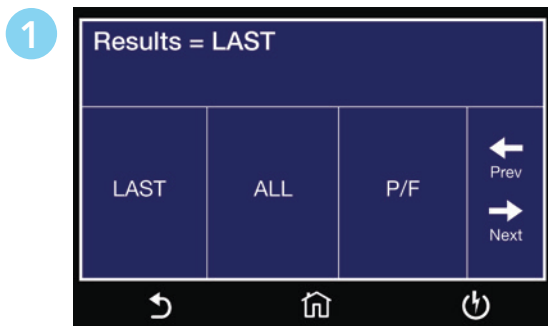 1
Results = LAST
LAST
ALL
P/F
Prev
Next